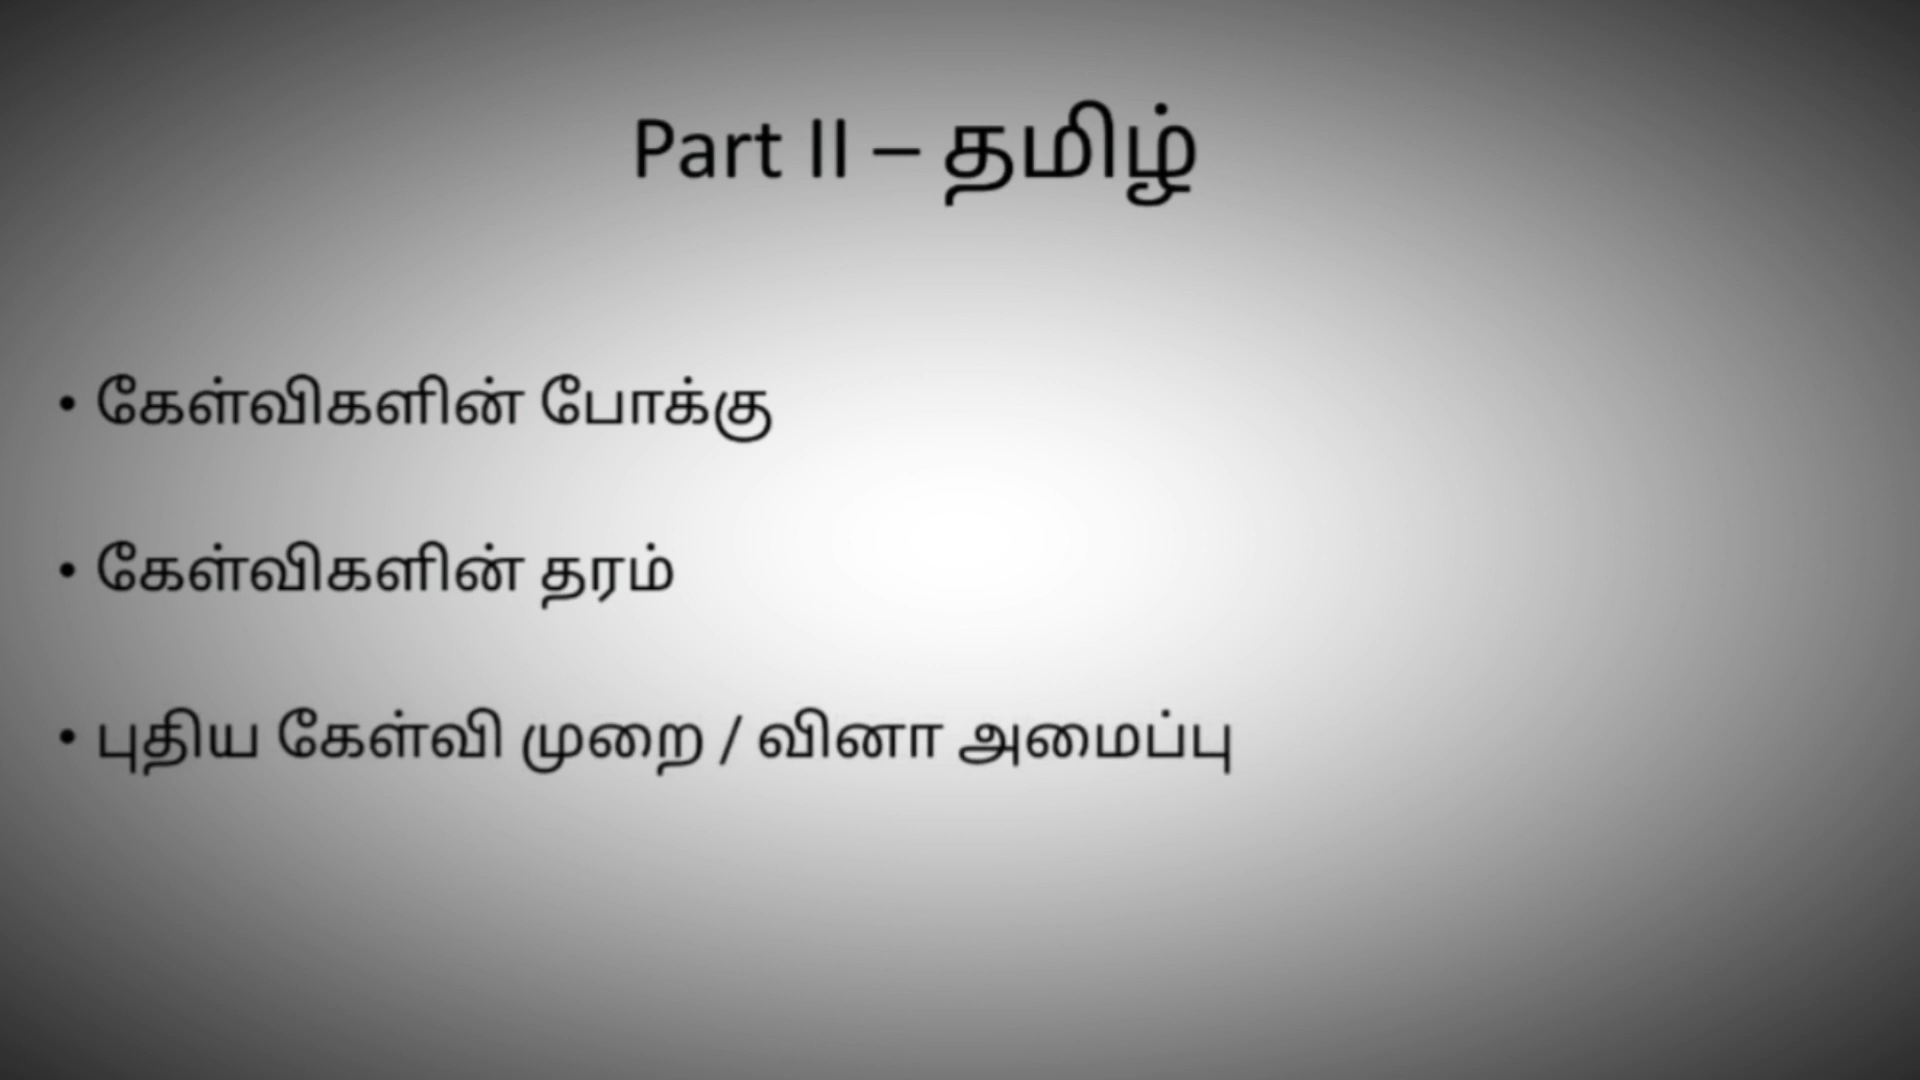 Part II – தமிழ்
• கேள்விகளின் போக்கு
• கேள்விகளின் தரம்
• புதிய கேள்வி முறை / வினா அமைப்பு